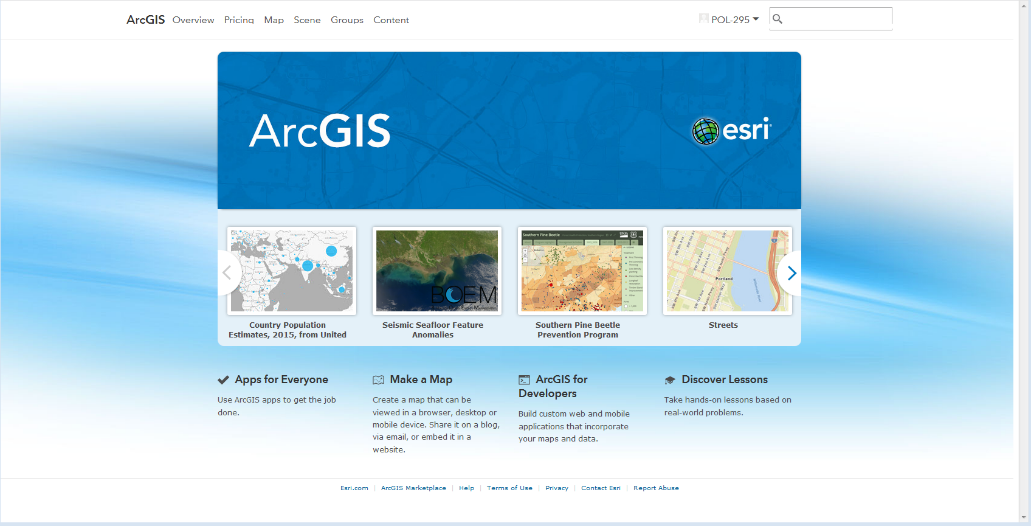 ArcGIS Overview Pricing Map Scene Groups Content POL-295
ArcGIS
esri
Southern Pine Beetle
BOEM
Portland
Country Population
Estimates, 2015, from United
Seismic Seafloor Feature
Anomalies
Southern Pine Beetle
Prevention Program
Streets
Apps for Everyone
Use ArcGIS apps to get the job
done.
Make a Map
Create a map that can be
viewed in a browser, desktop or
mobile device. Share it on a blog,
via email, or embed it in a
website.
ArcGIS for
Developers
Build custom web and mobile
applications that incorporate
your maps and data.
Discover Lessons
Take hands-on lessons based on
real-world problems.
Esri.com | ArcGIS Marketplace | Help | Terms of Use | Privacy | Contact Esri | Report Abuse